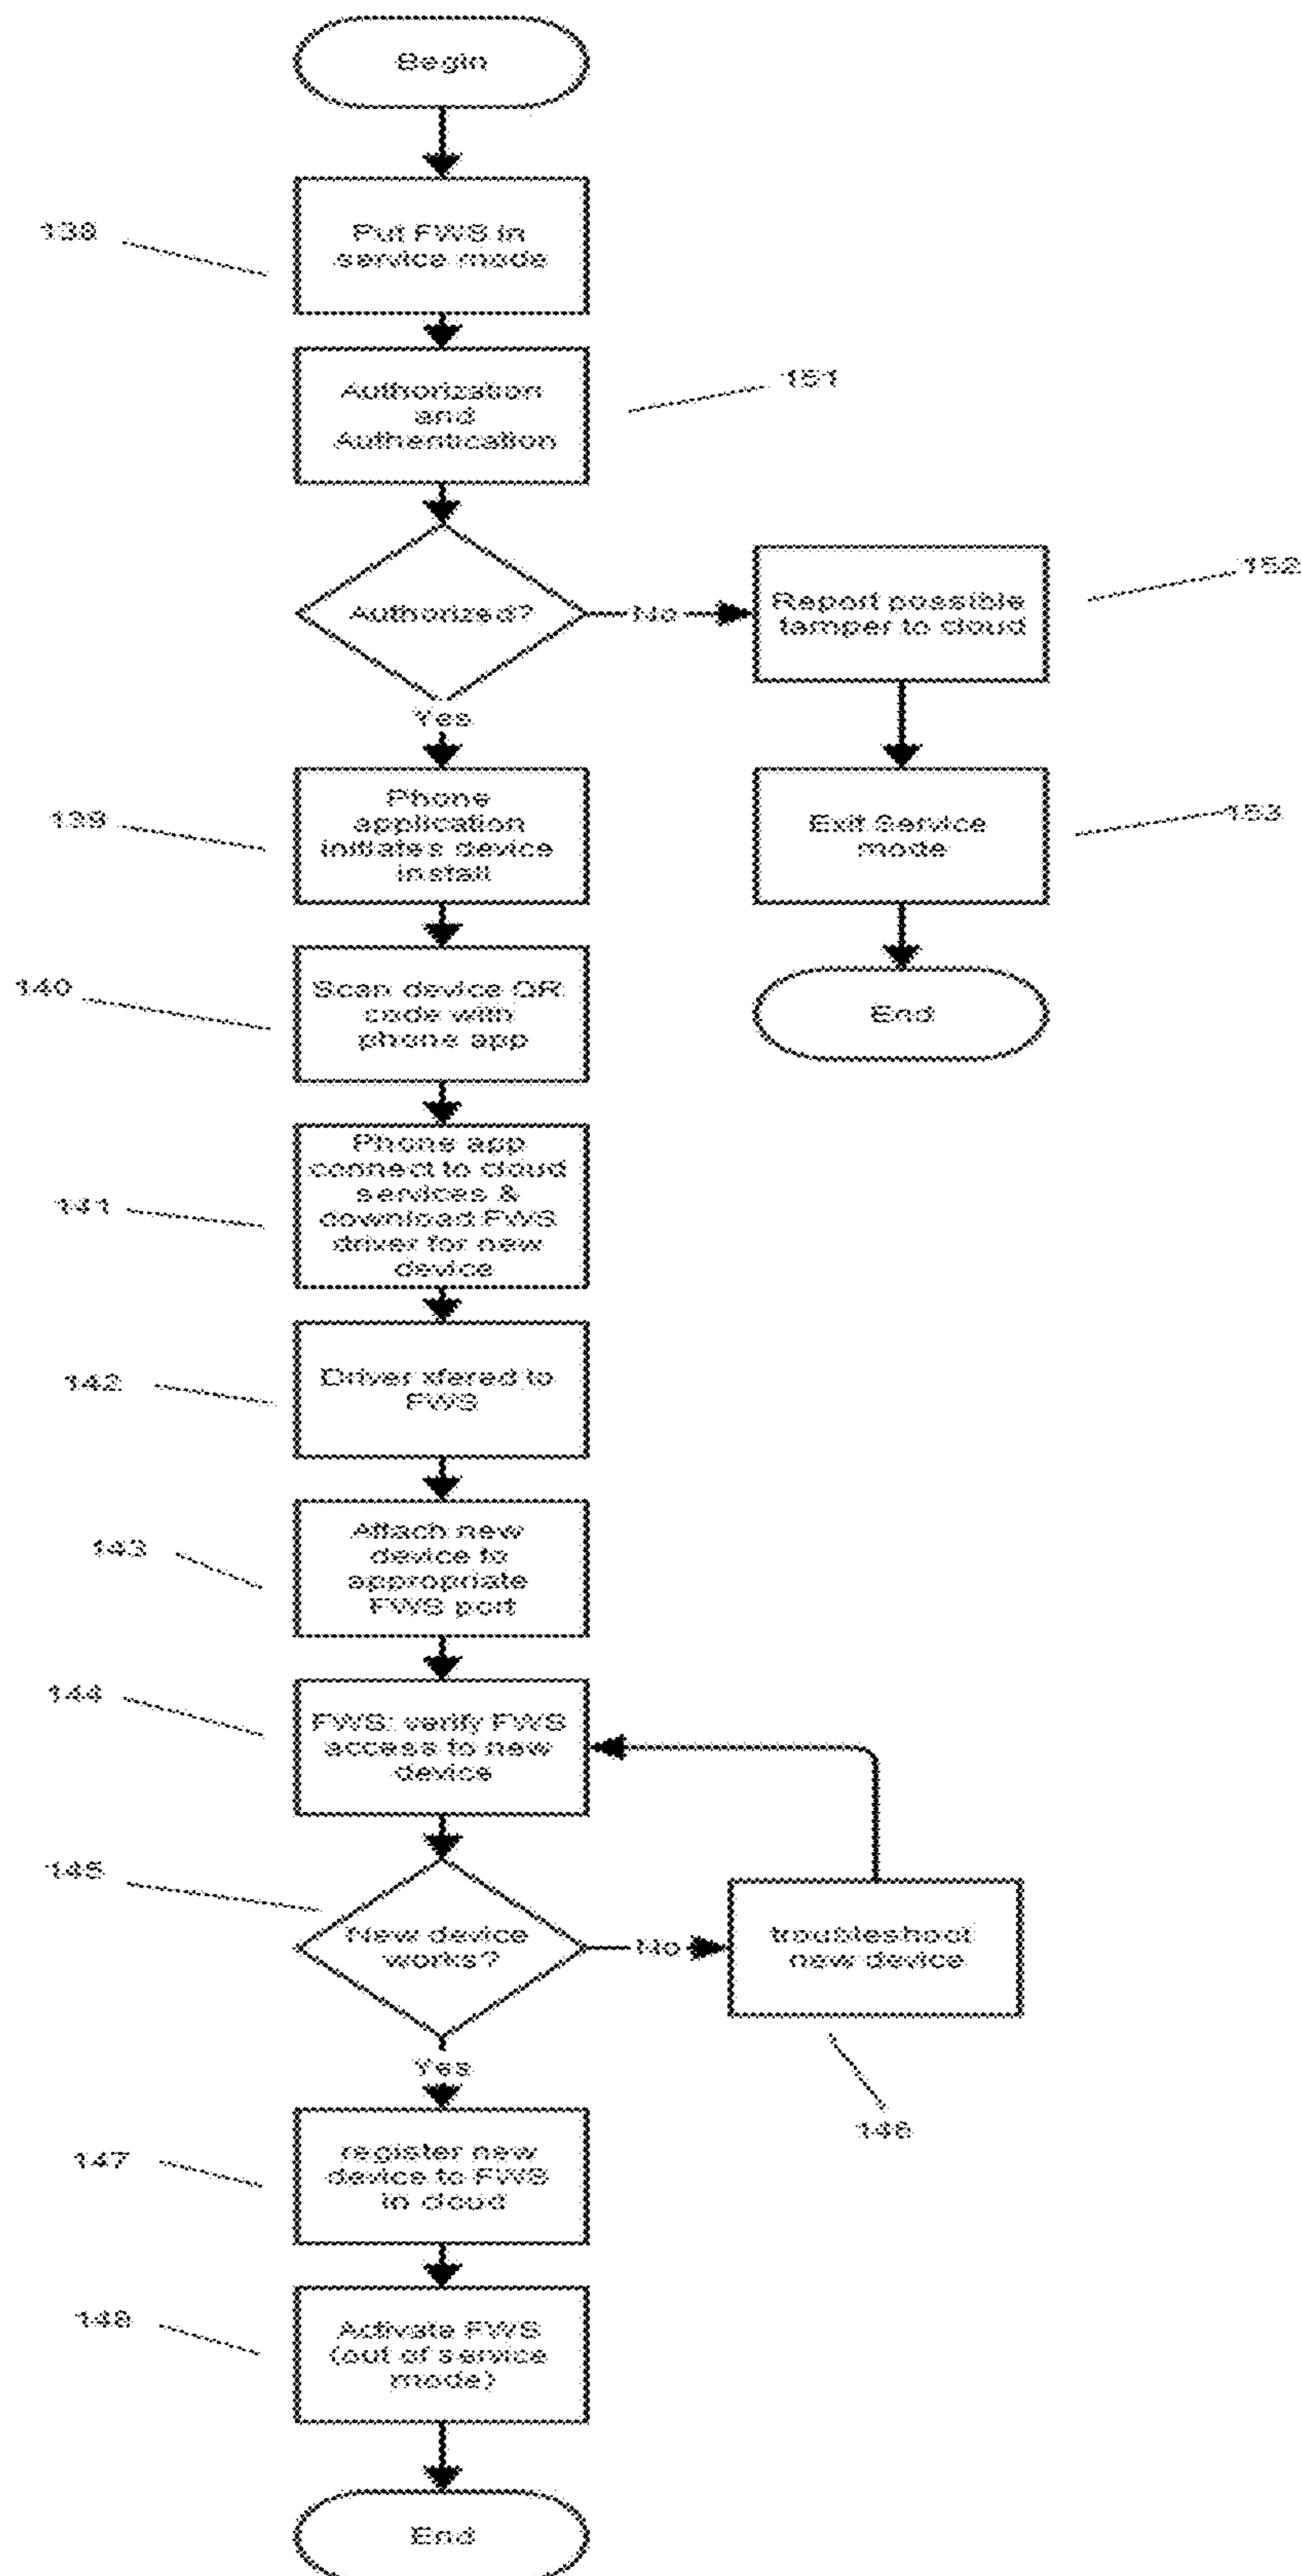 Begin
138
Put FWS in
service mode
Authorization
and
Authentication
151
Authorized?
No
Report possible
tamper to cloud
152
Yes
139
Phone
application
initiates device
install
Exit Service
mode
153
140
Scan device QR
code with
phone app
End
141
Phone app
connect to cloud
services &
download FWS
driver for new
device
142
Driver xfered to
FWS
143
Attach new
device to
appropriate
FWS port
144
FWS: verify FWS
access to new
device
145
New device
works?
No
troubleshoot
new device
146
Yes
147
register new
device to FWS
in cloud
148
Activate FWS
(out of service
mode)
End